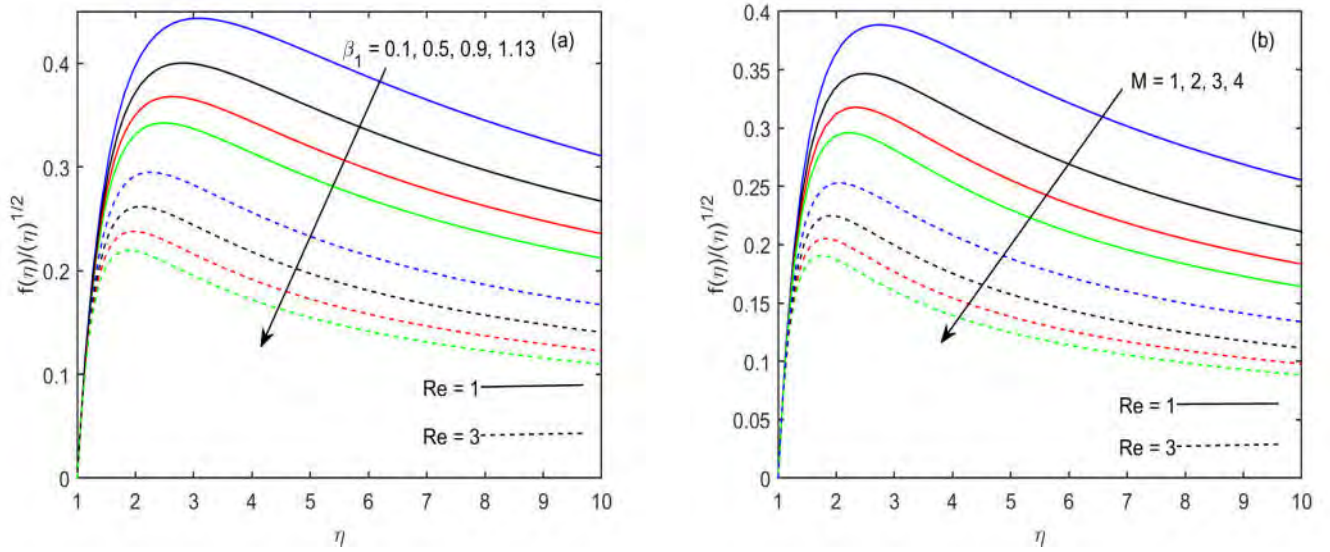 (a)
β₁ = 0.1, 0.5, 0.9, 1.13
f(η)/(η)^1/2
0.4
0.3
0.2
0.1
0
Re = 1
Re = 3
1 2 3 4 5 6 7 8 9 10
η
(b)
M = 1, 2, 3, 4
f(η)/(η)^1/2
0.4
0.35
0.3
0.25
0.2
0.15
0.1
0.05
0
Re = 1
Re = 3
1 2 3 4 5 6 7 8 9 10
η